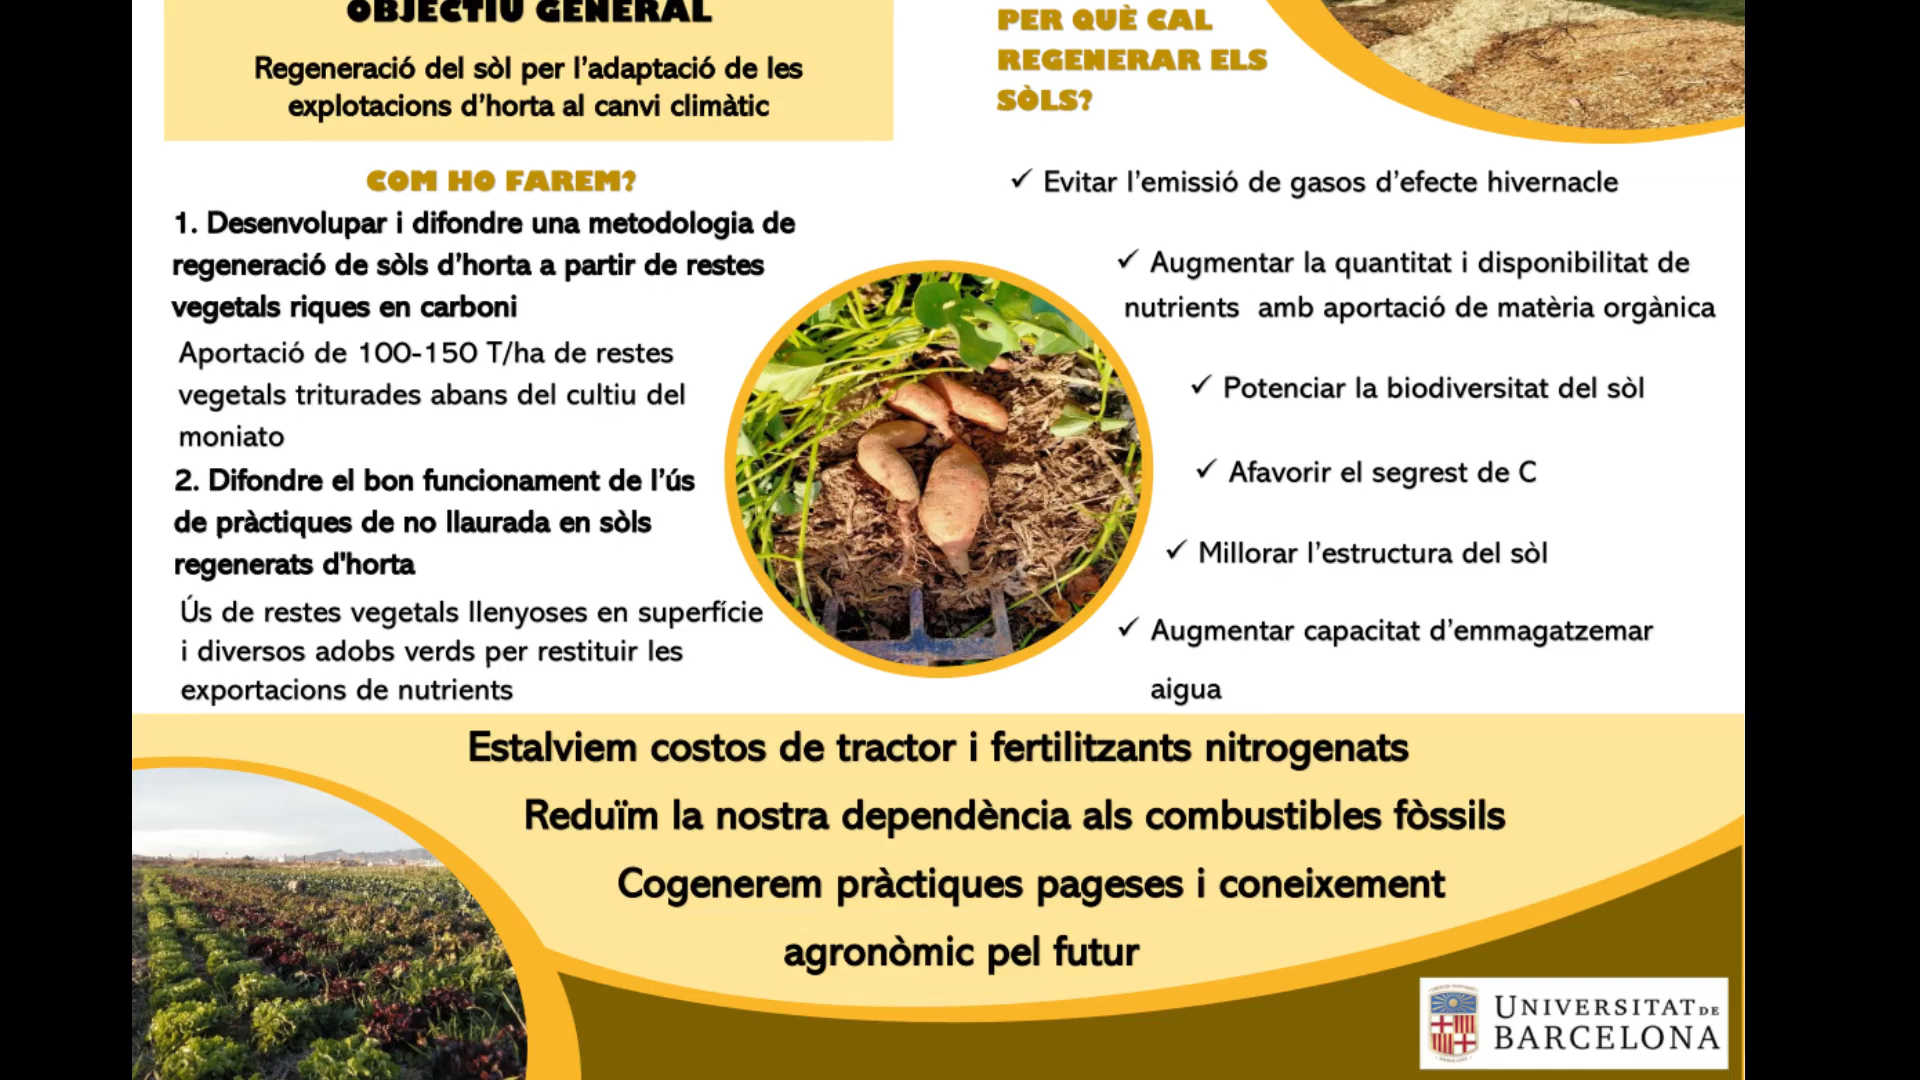 OBJECTIU GENERAL
Regeneració del sòl per l’adaptació de les
explotacions d’horta al canvi climàtic
COM HO FAREM?
1. Desenvolupar i difondre una metodologia de
regeneració de sòls d’horta a partir de restes
vegetals riques en carboni
Aportació de 100-150 T/ha de restes
vegetals triturades abans del cultiu del
moniato
2. Difondre el bon funcionament de l’ús
de pràctiques de no llaurada en sòls
regenerats d'horta
Ús de restes vegetals llenyoses en superfície
i diversos adobs verds per restituir les
exportacions de nutrients
PER QUÈ CAL
REGENERAR ELS
SÒLS?
✓ Evitar l’emissió de gasos d’efecte hivernacle
✓ Augmentar la quantitat i disponibilitat de
nutrients amb aportació de matèria orgànica
✓ Potenciar la biodiversitat del sòl
✓ Afavorir el segrest de C
✓ Millorar l’estructura del sòl
✓ Augmentar capacitat d’emmagatzemar
aigua
Estalviem costos de tractor i fertilitzants nitrogenats
Reduïm la nostra dependència als combustibles fòssils
Cogenerem pràctiques pageses i coneixement
agronòmic pel futur
UNIVERSITAT DE
BARCELONA